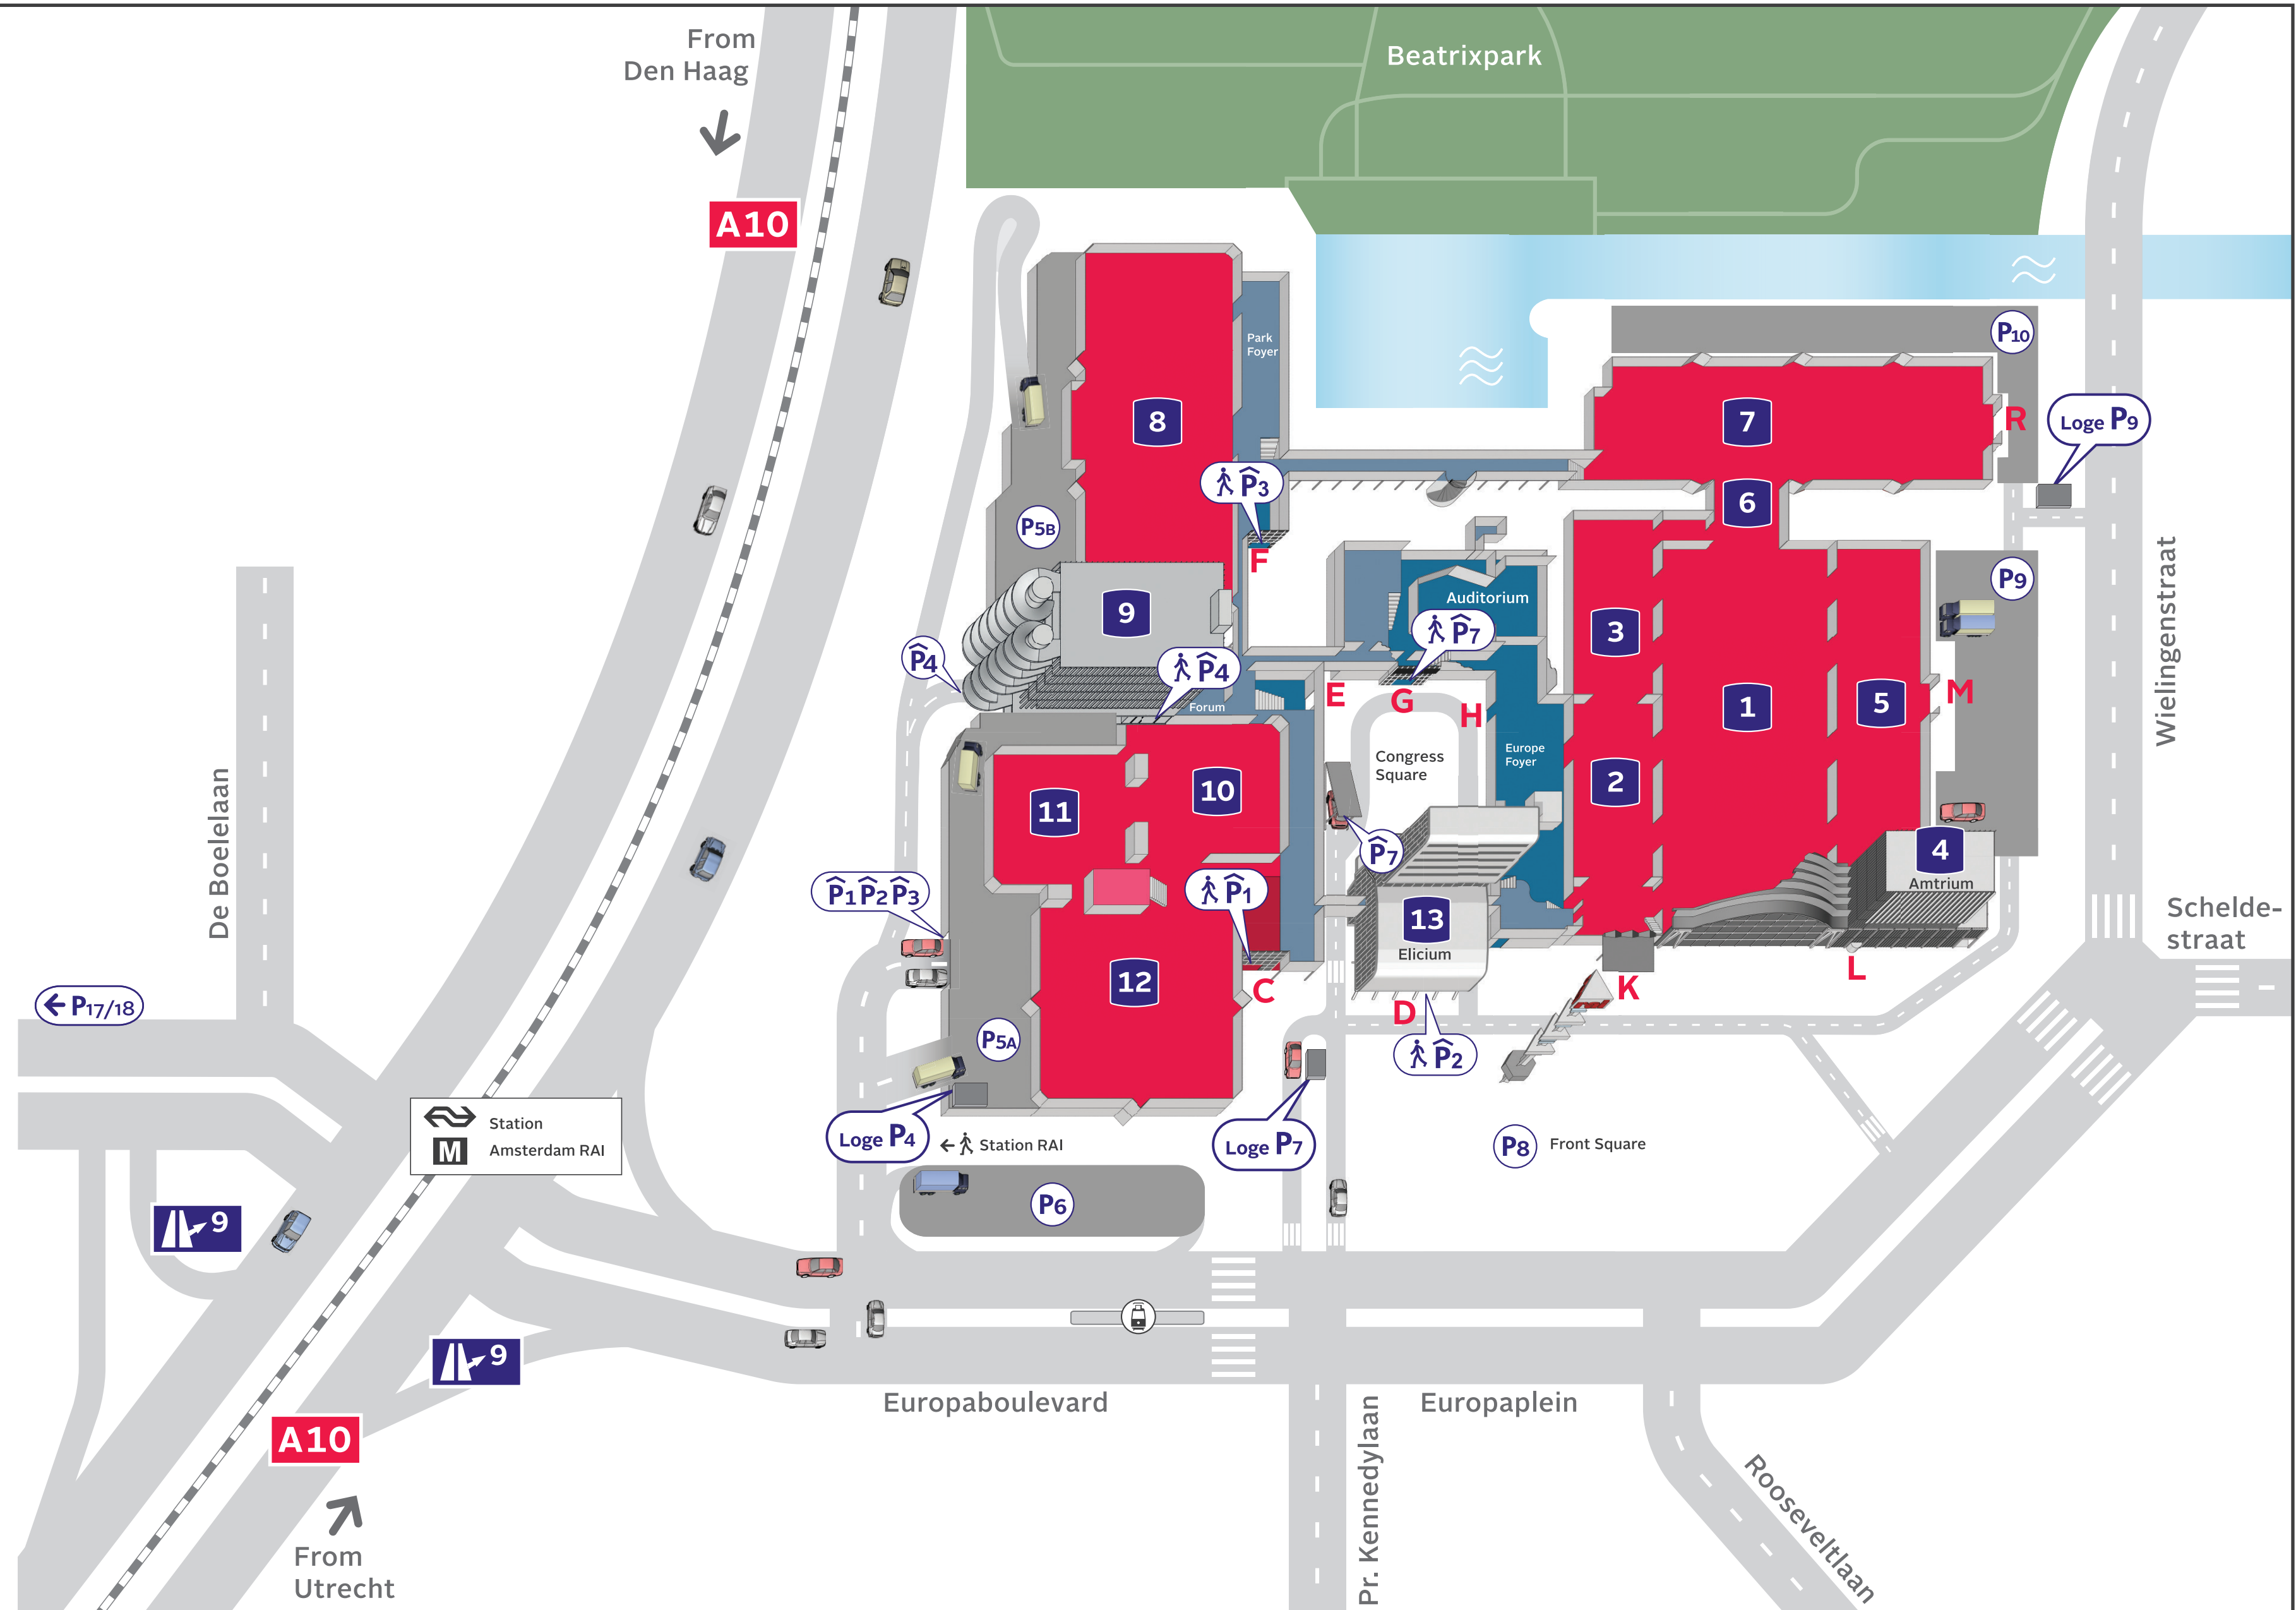 From
Den Haag
Beatrixpark
A10
P10
Park
Foyer
8
7
R
Loge P9
P3
6
P5B
F
P9
Auditorium
9
P7
3
Wielingenstraat
P4
P4
E
G
H
M
Forum
1
5
Congress
Square
Europe
Foyer
2
10
11
De Boelelaan
P7
4
Amtrium
P1 P2 P3
P1
13
Elicium
Schelde-
straat
12
C
L
K
rai
P17/18
D
P5A
P2
Station
M
Amsterdam RAI
Loge P4
Station RAI
Loge P7
P8
Front Square
P6
9
9
Europaboulevard
Europaplein
A10
Pr. Kennedylaan
Rooseveltlaan
From
Utrecht